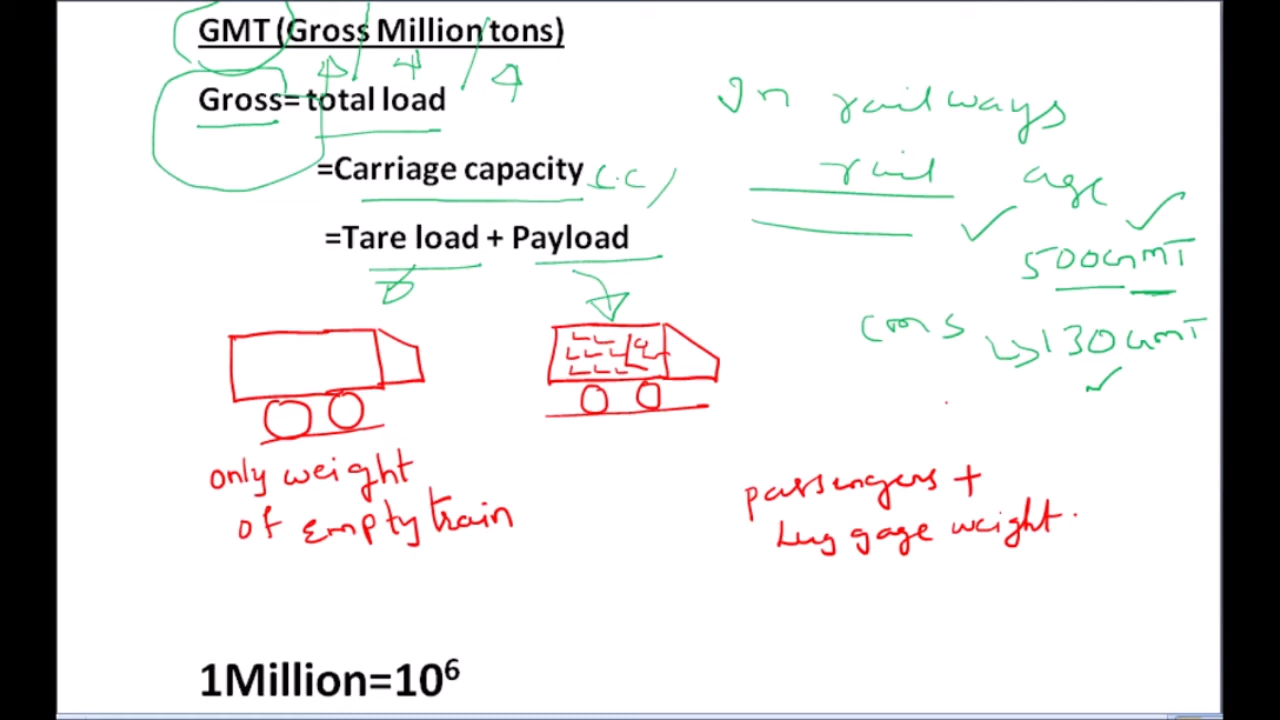 GMT (Gross Million tons)
Gross= total load
=Carriage capacity (.c)
=Tare load + Payload
In railways
rail age
500GMT
130GMT
only weight
of empty train
passengers +
luggage weight.
1Million=10⁶